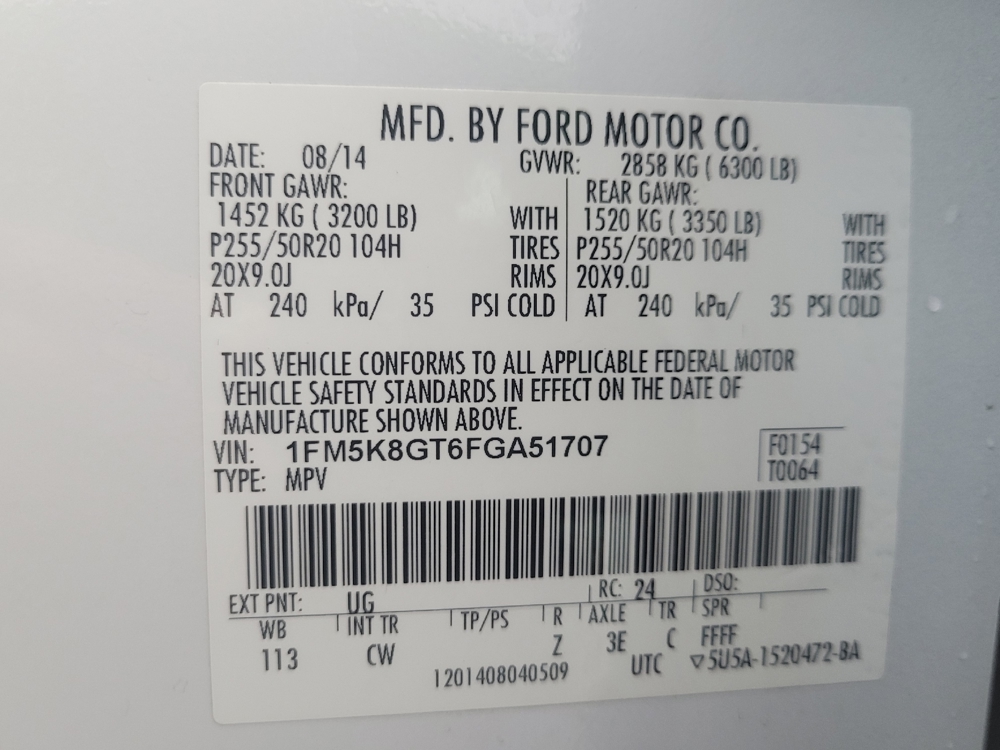 MFD. BY FORD MOTOR CO.
DATE: 08/14 GVWR: 2858 KG ( 6300 LB)
FRONT GAWR: REAR GAWR:
1452 KG ( 3200 LB) WITH 1520 KG ( 3350 LB) WITH
P255/50R20 104H TIRES P255/50R20 104H TIRES
20X9.0J RIMS 20X9.0J RIMS
AT 240 kPa/ 35 PSI COLD AT 240 kPa/ 35 PSI COLD
THIS VEHICLE CONFORMS TO ALL APPLICABLE FEDERAL MOTOR
VEHICLE SAFETY STANDARDS IN EFFECT ON THE DATE OF
MANUFACTURE SHOWN ABOVE.
VIN: 1FM5K8GT6FGA51707 F0154
TYPE: MPV T0064
EXT PNT: UG RC: 24 DSO:
WB INT TR TP/PS R AXLE TR SPR
113 CW Z 3E C FFFF
1201408040509 UTC ▽5U5A-1520472-BA